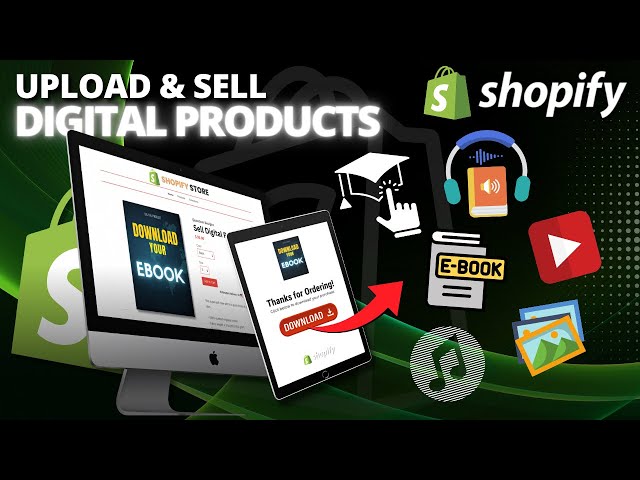 UPLOAD & SELL
DIGITAL PRODUCTS
shopify
SHOPIFY STORE
DOWNLOAD
YOUR
EBOOK
Sell Digital
DOWNLOAD
YOUR
EBOOK
Thanks for Ordering!
DOWNLOAD
shopify
E-BOOK